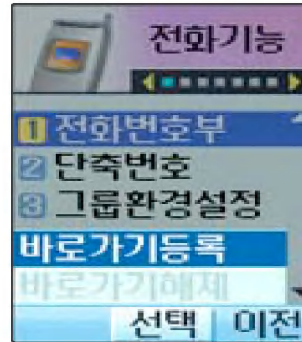 전화기능
1 전화번호부
2 단축번호
3 그룹환경설정
바로가기등록
바로가기해제
선택 이전